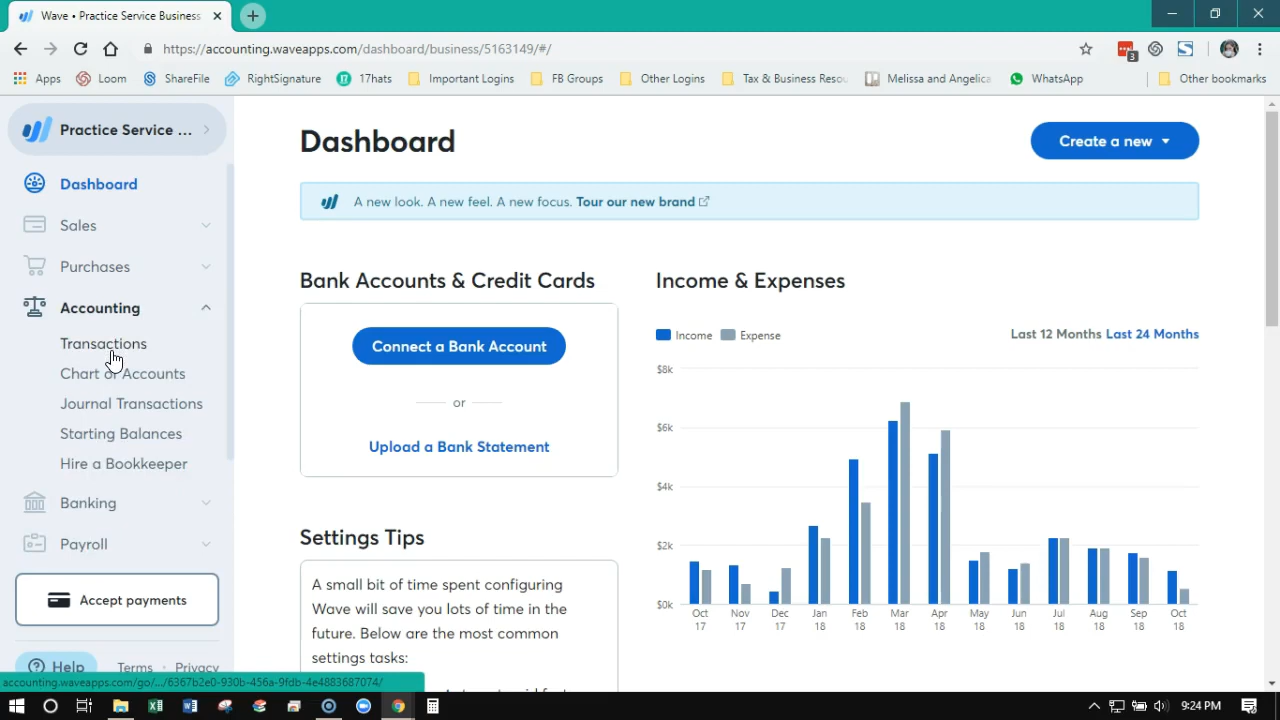 Wave • Practice Service Business
https://accounting.waveapps.com/dashboard/business/5163149/#/
3
Apps Loom ShareFile RightSignature 17hats Important Logins FB Groups Other Logins Tax & Business Resou Melissa and Angelica WhatsApp Other bookmarks
Practice Service ...
Dashboard
Sales
Purchases
Accounting
Transactions
Chart of Accounts
Journal Transactions
Starting Balances
Hire a Bookkeeper
Banking
Payroll
Accept payments
Help Terms Privacy
accounting.waveapps.com/go/.../6367b2e0-930b-456a-9fdb-4e4883687074/
Dashboard
Create a new
A new look. A new feel. A new focus. Tour our new brand
Bank Accounts & Credit Cards
Connect a Bank Account
or
Upload a Bank Statement
Settings Tips
A small bit of time spent configuring
Wave will save you lots of time in the
future. Below are the most common
settings tasks:
Income & Expenses
Income Expense
Last 12 Months Last 24 Months
$8k
$6k
$4k
$2k
$0k
Oct Nov Dec Jan Feb Mar Apr May Jun Jul Aug Sep Oct
17 17 17 18 18 18 18 18 18 18 18 18 18
9:24 PM